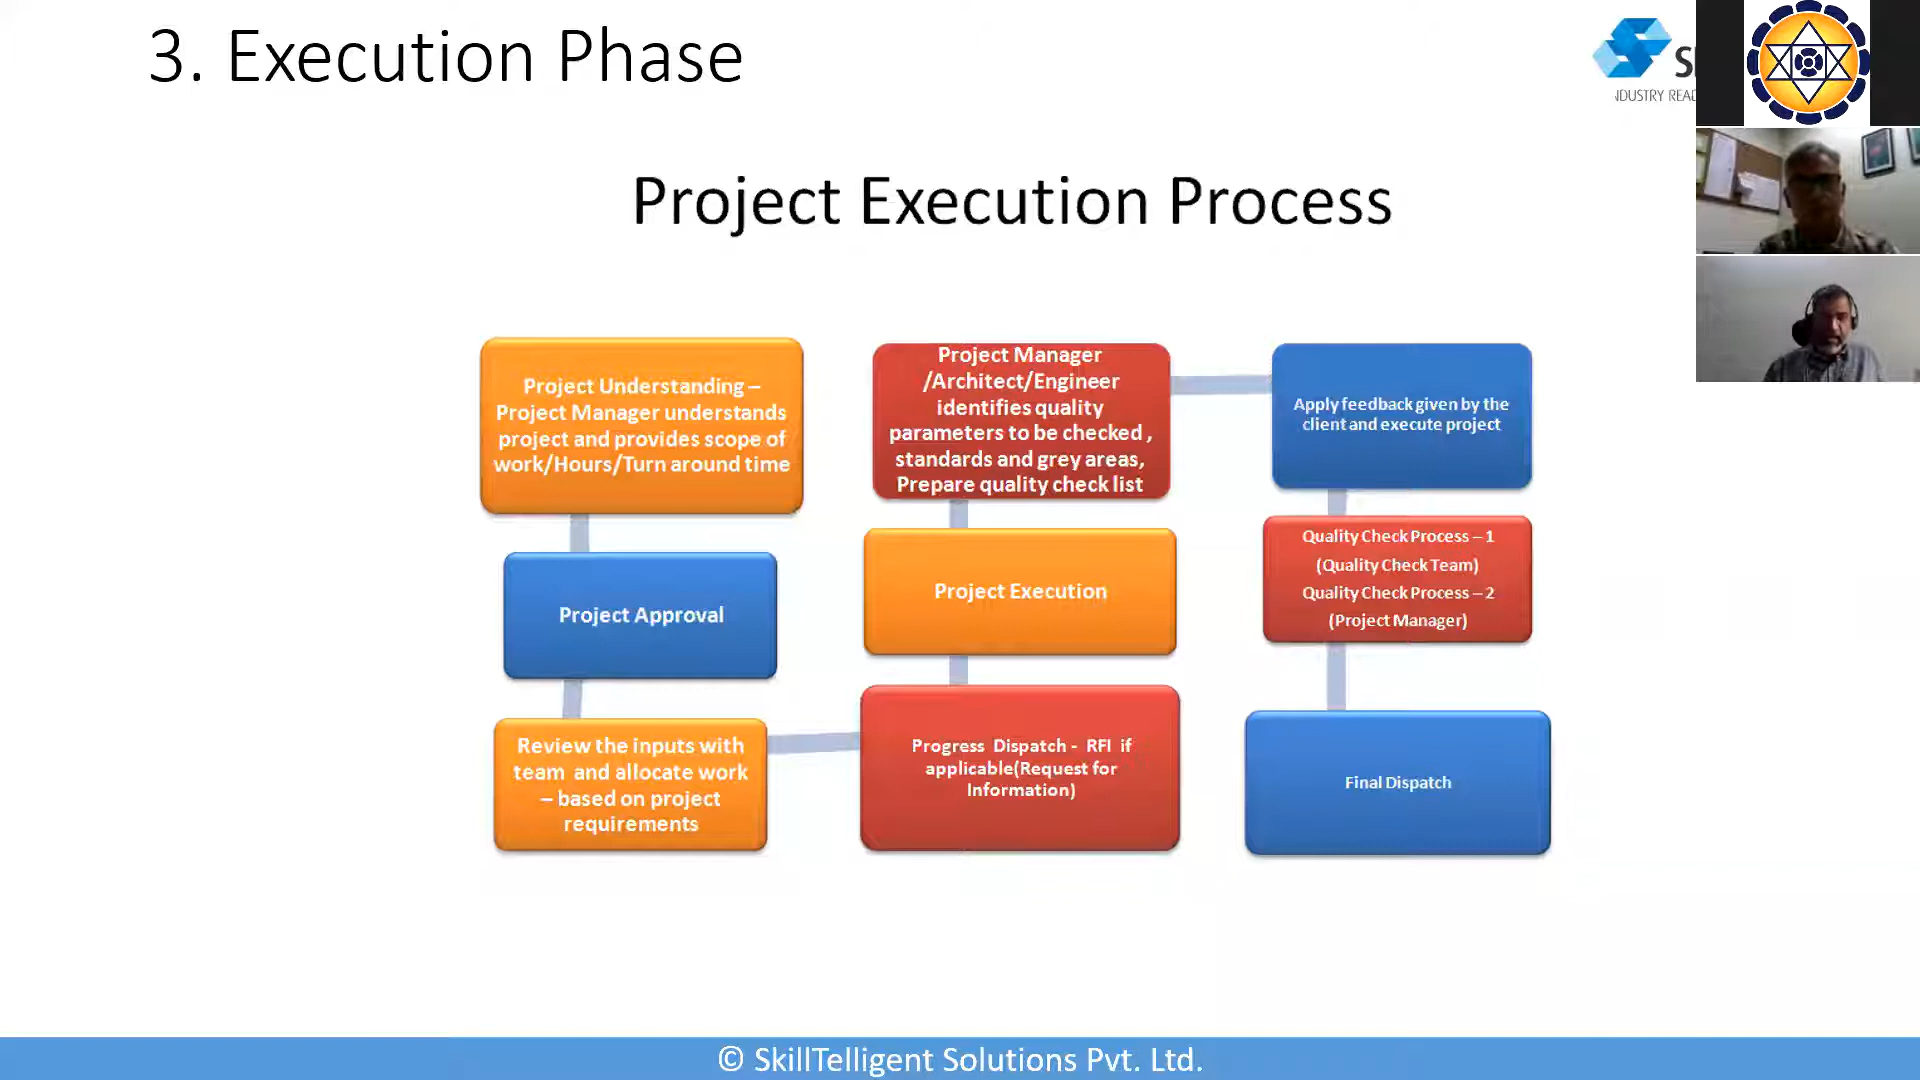 3. Execution Phase
INDUSTRY
Project Execution Process
Project Understanding –
Project Manager understands
project and provides scope of
work/Hours/Turn around time
Project Approval
Review the inputs with
team and allocate work
– based on project
requirements
Project Manager
/Architect/Engineer
identifies quality
parameters to be checked ,
standards and grey areas,
Prepare quality check list
Project Execution
Progress Dispatch - RFI if
applicable(Request for
Information)
Apply feedback given by the
client and execute project
Quality Check Process – 1
(Quality Check Team)
Quality Check Process – 2
(Project Manager)
Final Dispatch
© SkillTelligent Solutions Pvt. Ltd.